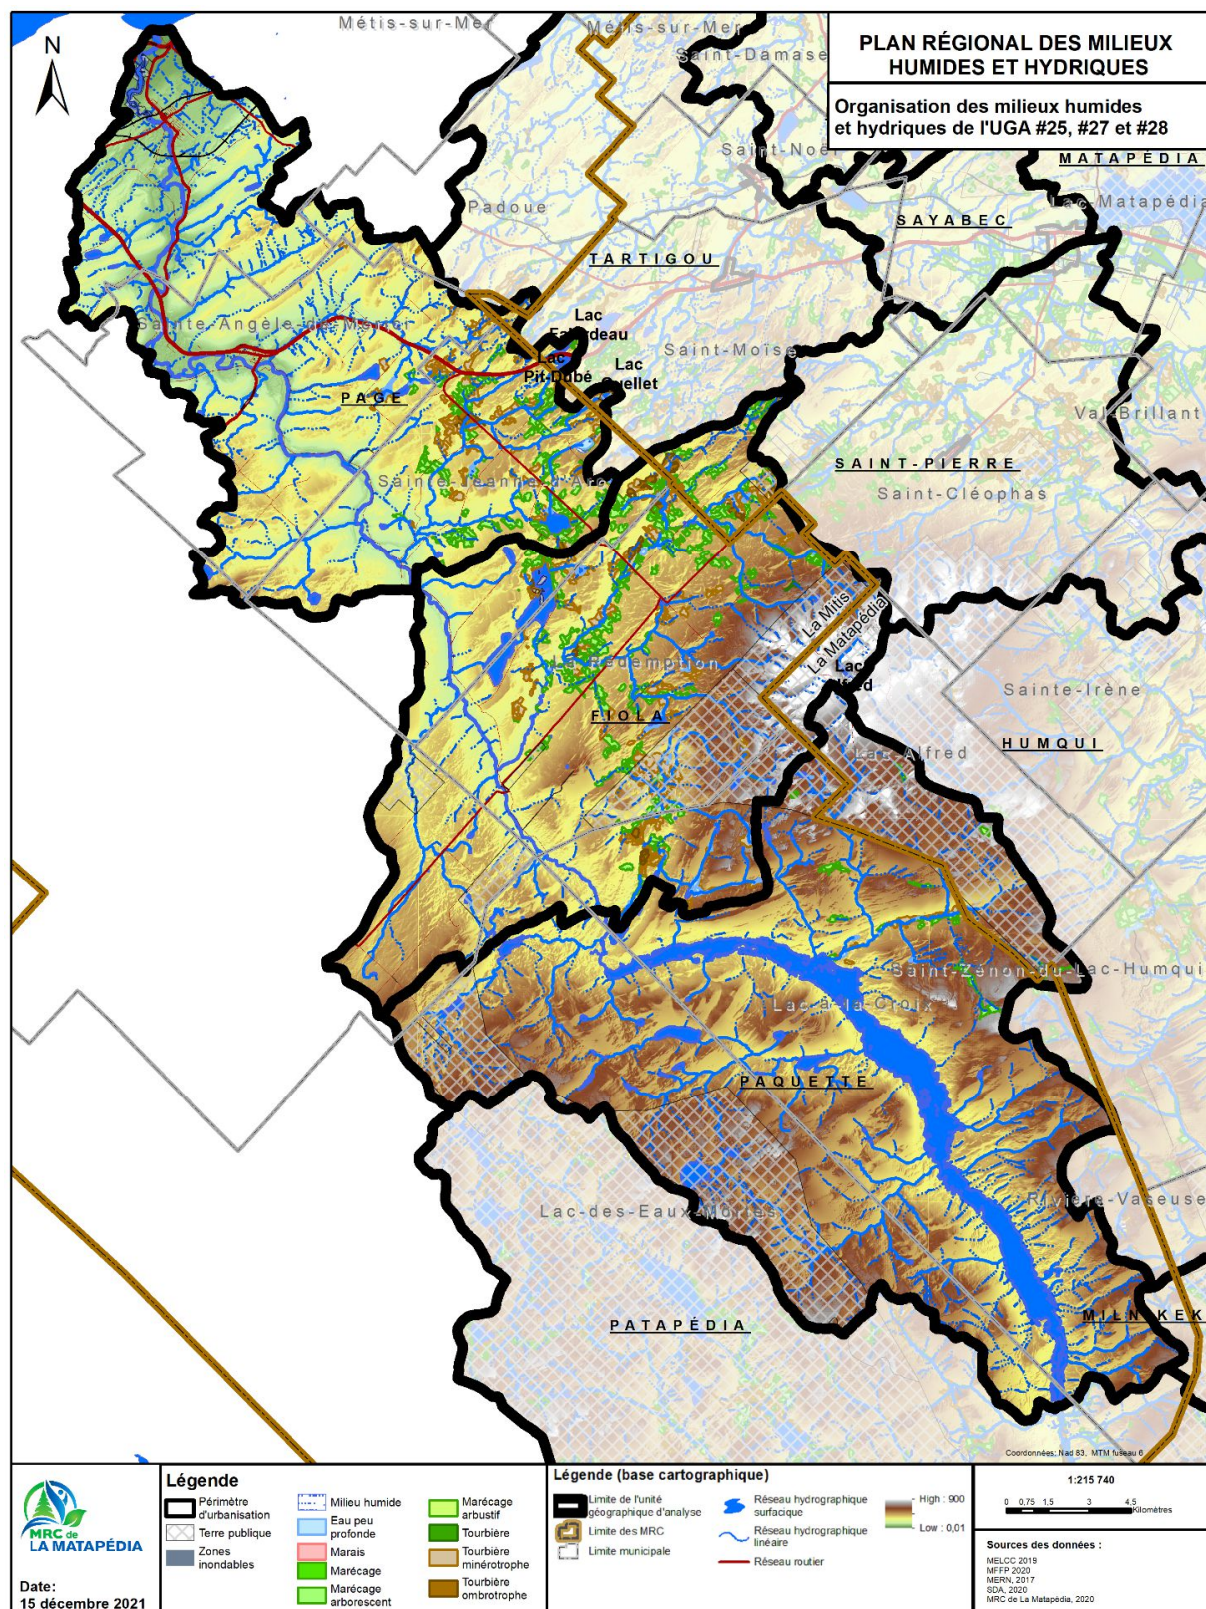 PLAN RÉGIONAL DES MILIEUX
HUMIDES ET HYDRIQUES
Organisation des milieux humides
et hydriques de l'UGA #25, #27 et #28
N
Métis-sur-Mer
Métis-sur-Mer
Saint-Damase
Saint-Noël
MATAPÉDIA
Padoue
SAYABEC
Lac-Matapédia
TARTIGOU
Sainte-Angèle-de-Mérici
Lac
Lac
Pit-Dubé
Saint-Moïse
Lac
PAGE
Val-Brillant
SAINT-PIERRE
Sainte-Jeanne-d'Arc
Saint-Cléophas
La Mitis
La Matapédia
La-Rédemption
Lac
Sainte-Irène
FIOLA
HUMQUI
Lac-Alfred
Saint-Zénon-du-Lac-Humqui
Lac-à-la-Croix
PAQUETTE
Rivière-Vaseuse
Lac-des-Eaux-Mortes
PATAPÉDIA
MILNIKEK
Coordonnées: Nad 83, MTM fuseau 6
MRC de
LA MATAPÉDIA
Date:
15 décembre 2021
Légende
Périmètre
d'urbanisation
Terre publique
Zones
inondables
Milieu humide
Eau peu
profonde
Marais
Marécage
Marécage
arborescent
Marécage
arbustif
Tourbière
Tourbière
minérotrophe
Tourbière
ombrotrophe
Légende (base cartographique)
Limite de l'unité
géographique d'analyse
Limite des MRC
Limite municipale
Réseau hydrographique
surfacique
Réseau hydrographique
linéaire
Réseau routier
High : 900
Low : 0,01
1:215 740
0 0,75 1,5 3 4,5
Kilomètres
Sources des données :
MELCC 2019
MFFP 2020
MERN, 2017
SDA, 2020
MRC de La Matapédia, 2020